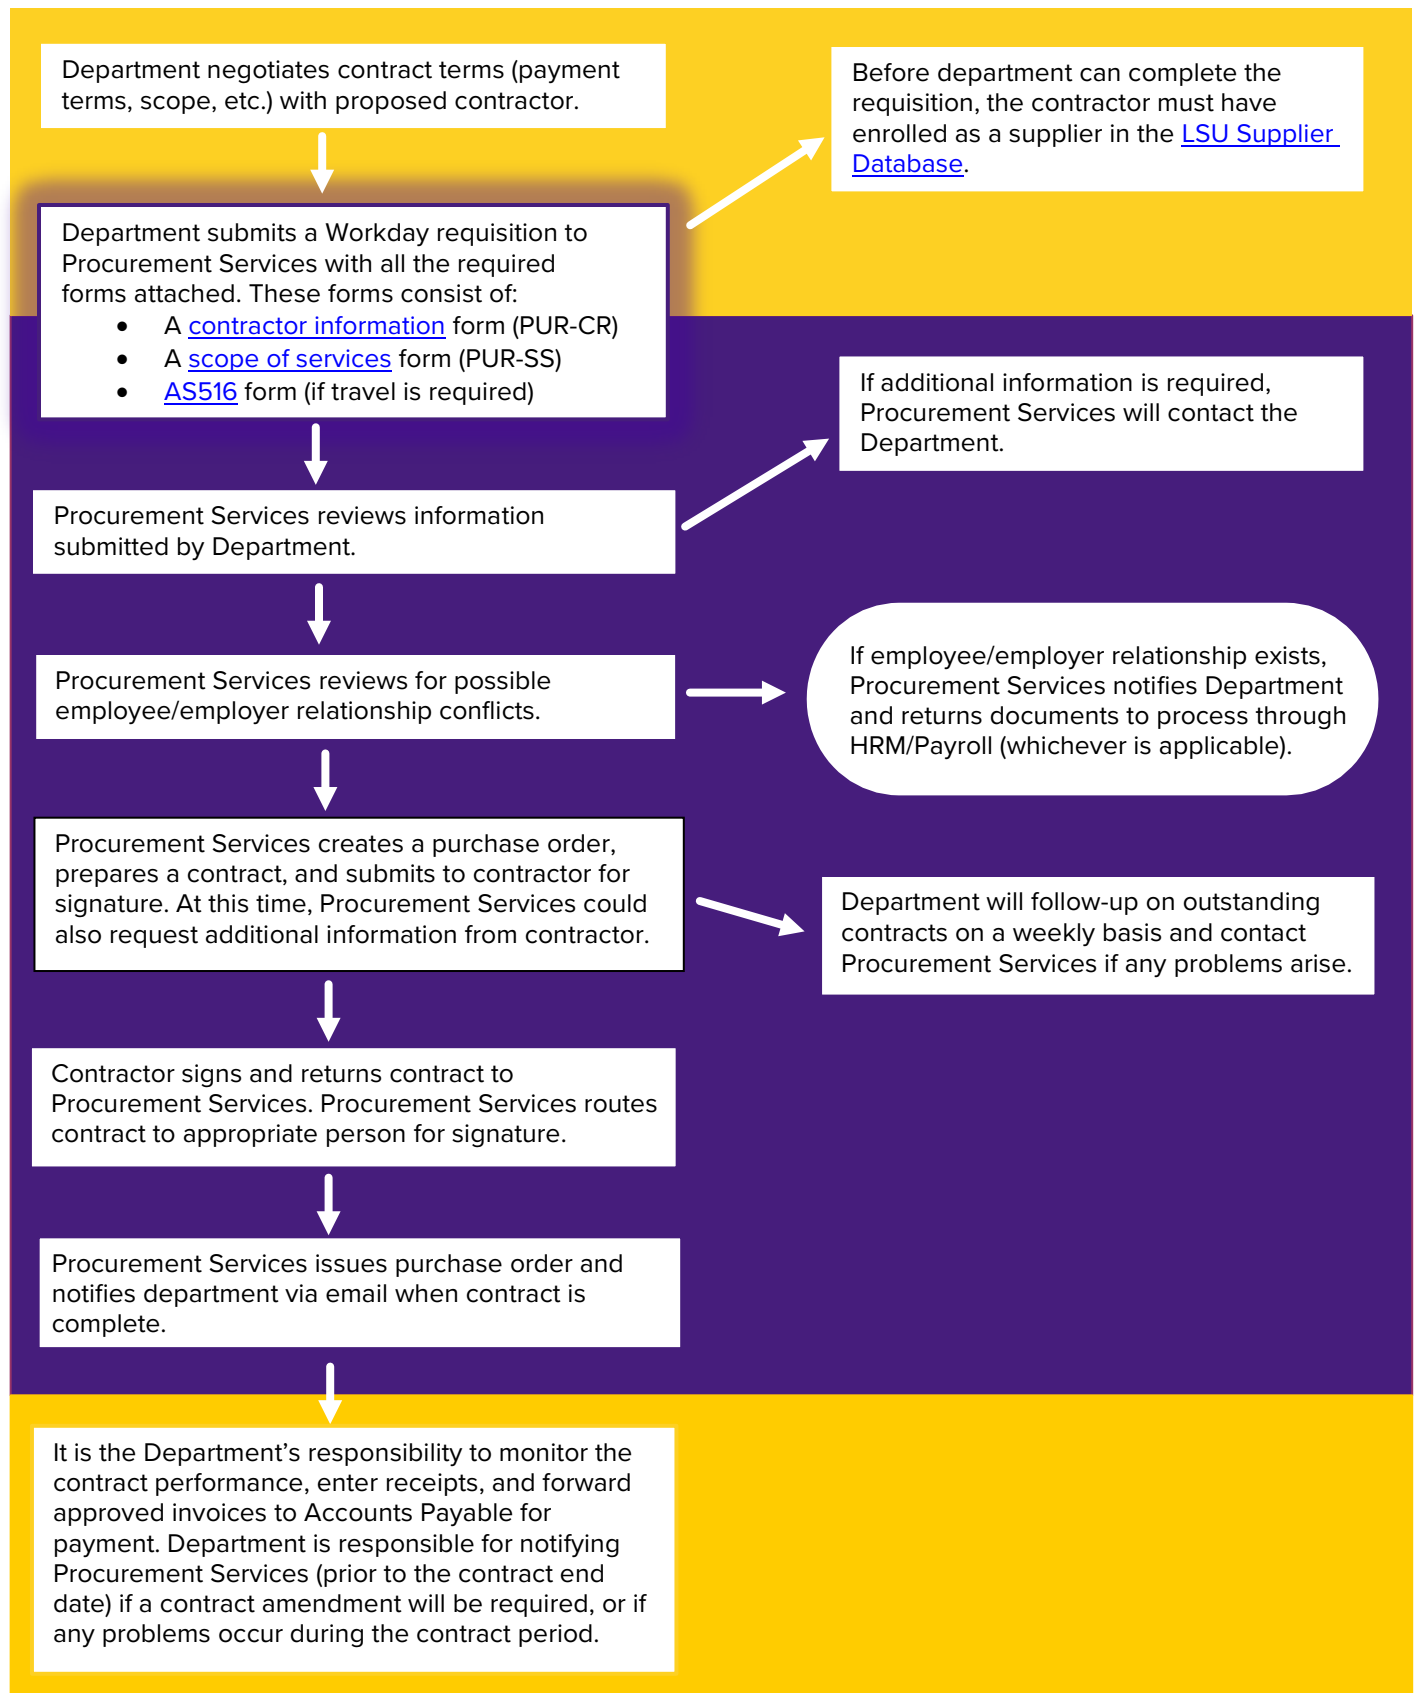 Department negotiates contract terms (payment
terms, scope, etc.) with proposed contractor.
Before department can complete the
requisition, the contractor must have
enrolled as a supplier in the LSU Supplier
Database.
Department submits a Workday requisition to
Procurement Services with all the required
forms attached. These forms consist of:
• A contractor information form (PUR-CR)
• A scope of services form (PUR-SS)
• AS516 form (if travel is required)
If additional information is required,
Procurement Services will contact the
Department.
Procurement Services reviews information
submitted by Department.
Procurement Services reviews for possible
employee/employer relationship conflicts.
If employee/employer relationship exists,
Procurement Services notifies Department
and returns documents to process through
HRM/Payroll (whichever is applicable).
Procurement Services creates a purchase order,
prepares a contract, and submits to contractor for
signature. At this time, Procurement Services could
also request additional information from contractor.
Department will follow-up on outstanding
contracts on a weekly basis and contact
Procurement Services if any problems arise.
Contractor signs and returns contract to
Procurement Services. Procurement Services routes
contract to appropriate person for signature.
Procurement Services issues purchase order and
notifies department via email when contract is
complete.
It is the Department’s responsibility to monitor the
contract performance, enter receipts, and forward
approved invoices to Accounts Payable for
payment. Department is responsible for notifying
Procurement Services (prior to the contract end
date) if a contract amendment will be required, or if
any problems occur during the contract period.